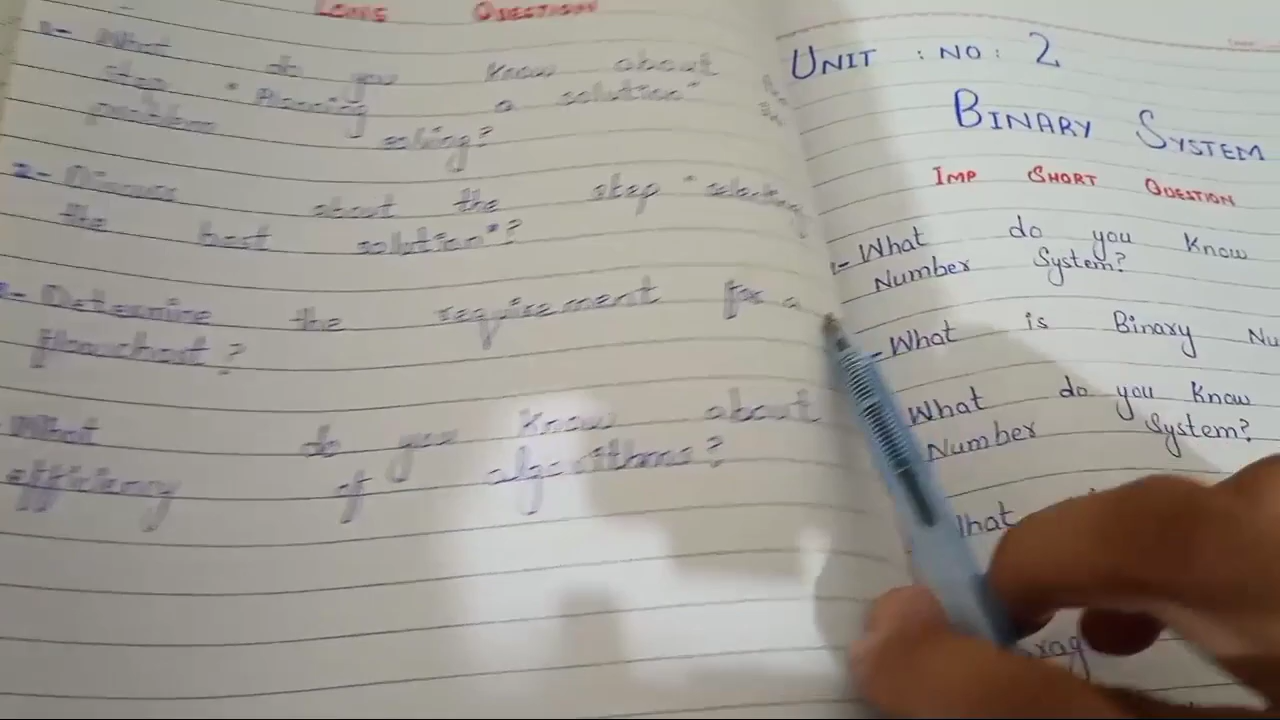 LONG QUESTION
1- What do you know about
step "Planning a solution"
problem solving?
2- Discuss about the step "selecting
the best solution"?
3- Determine the requirement for a
flowchart?
What do you know about
efficiency of algorithms?
UNIT : NO : 2
BINARY SYSTEM
IMP SHORT QUESTION
1- What do you know
Number System?
- What is Binary Nu
What do you know
Number System?
What